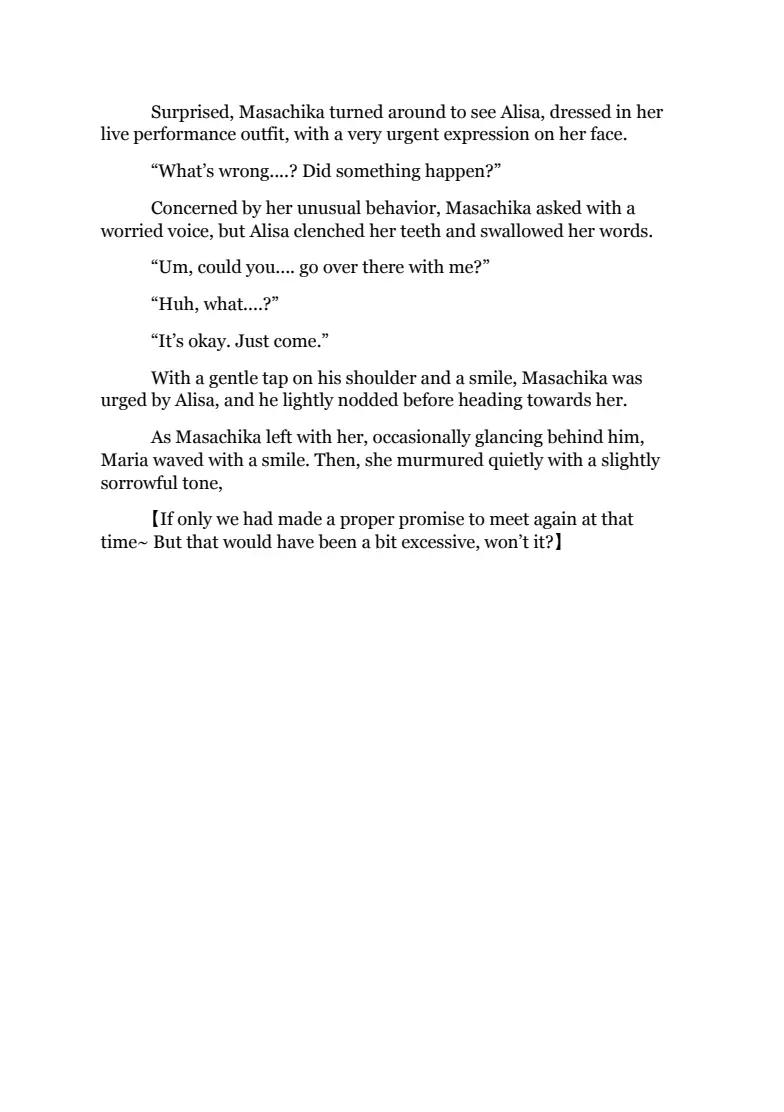 Surprised, Masachika turned around to see Alisa, dressed in her
live performance outfit, with a very urgent expression on her face.
“What’s wrong....? Did something happen?”
Concerned by her unusual behavior, Masachika asked with a
worried voice, but Alisa clenched her teeth and swallowed her words.
“Um, could you.... go over there with me?”
“Huh, what....?”
“It’s okay. Just come.”
With a gentle tap on his shoulder and a smile, Masachika was
urged by Alisa, and he lightly nodded before heading towards her.
As Masachika left with her, occasionally glancing behind him,
Maria waved with a smile. Then, she murmured quietly with a slightly
sorrowful tone,
【If only we had made a proper promise to meet again at that
time~ But that would have been a bit excessive, won’t it?】